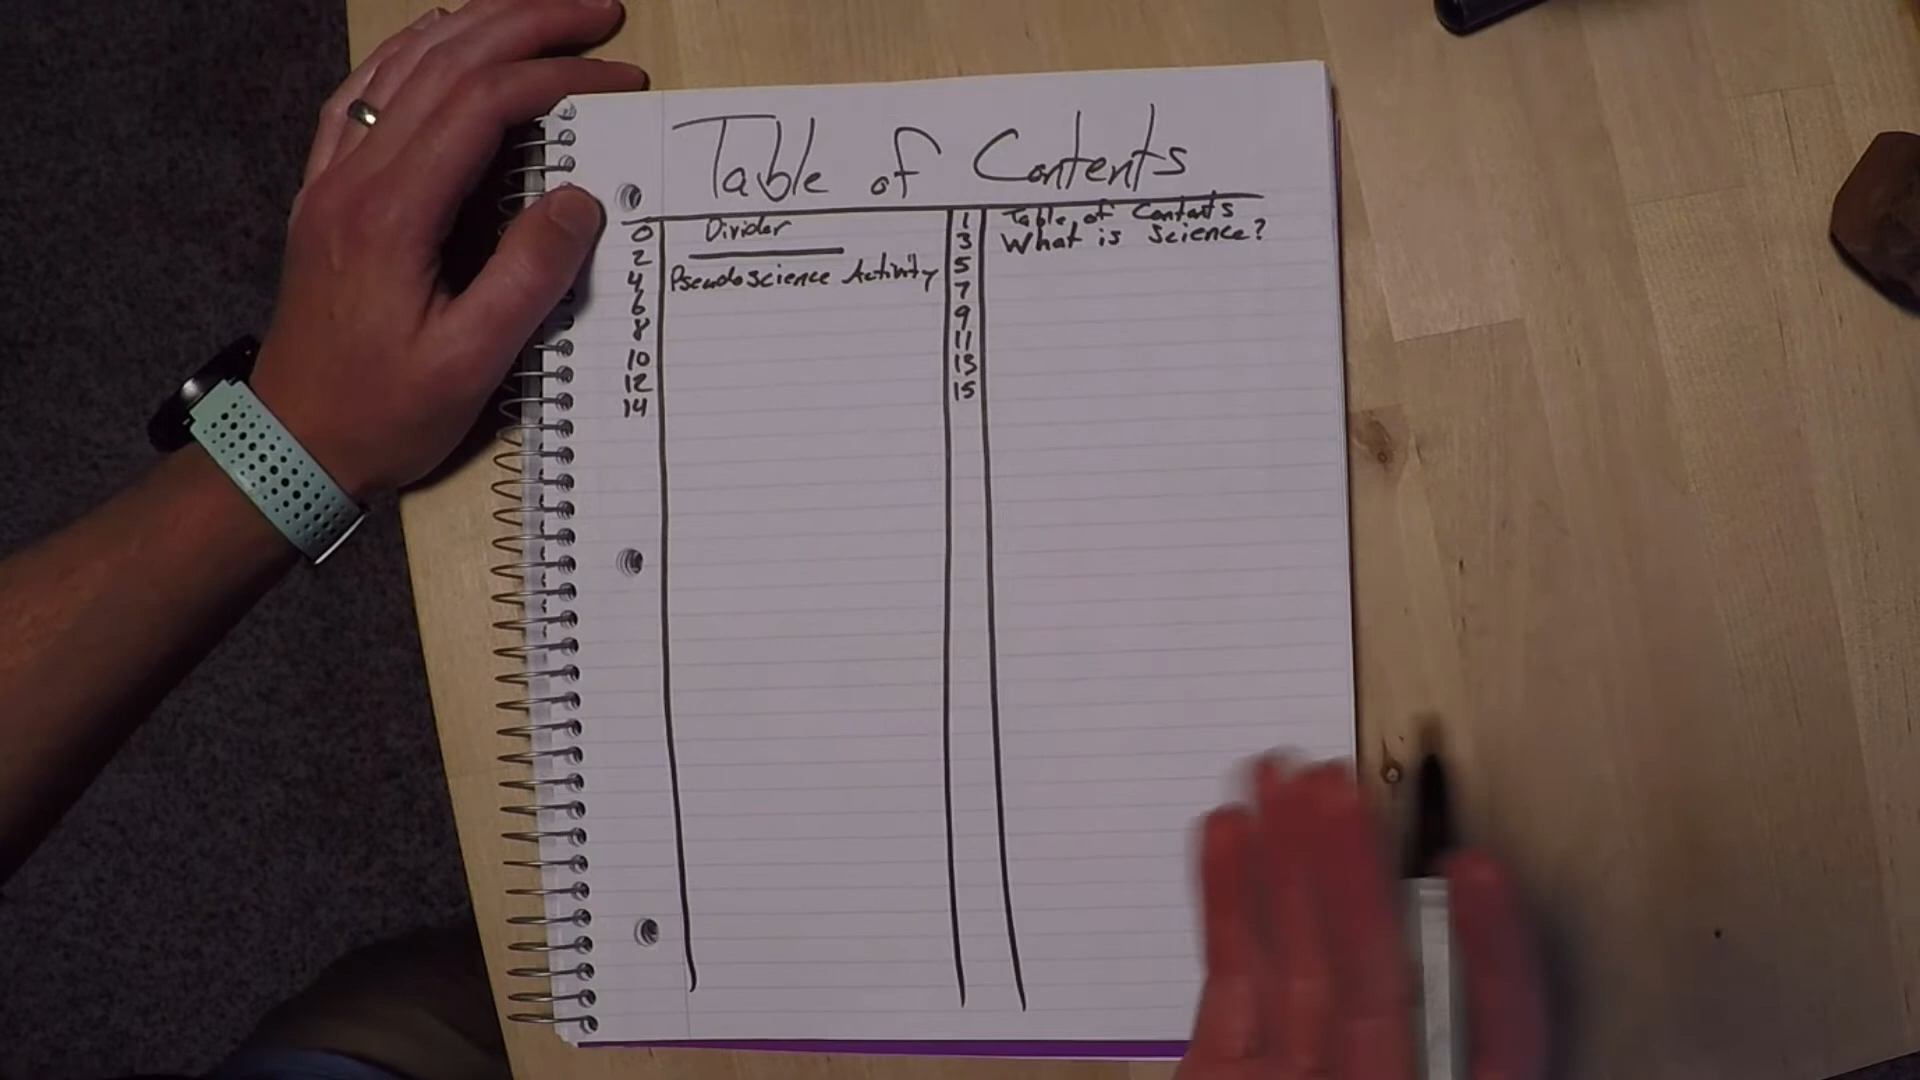 Table of Contents
0 Divider 1 Table of Contents
2 3 What is Science?
4 Pseudoscience Activity 5
6 7
8 9
10 11
12 13
14 15